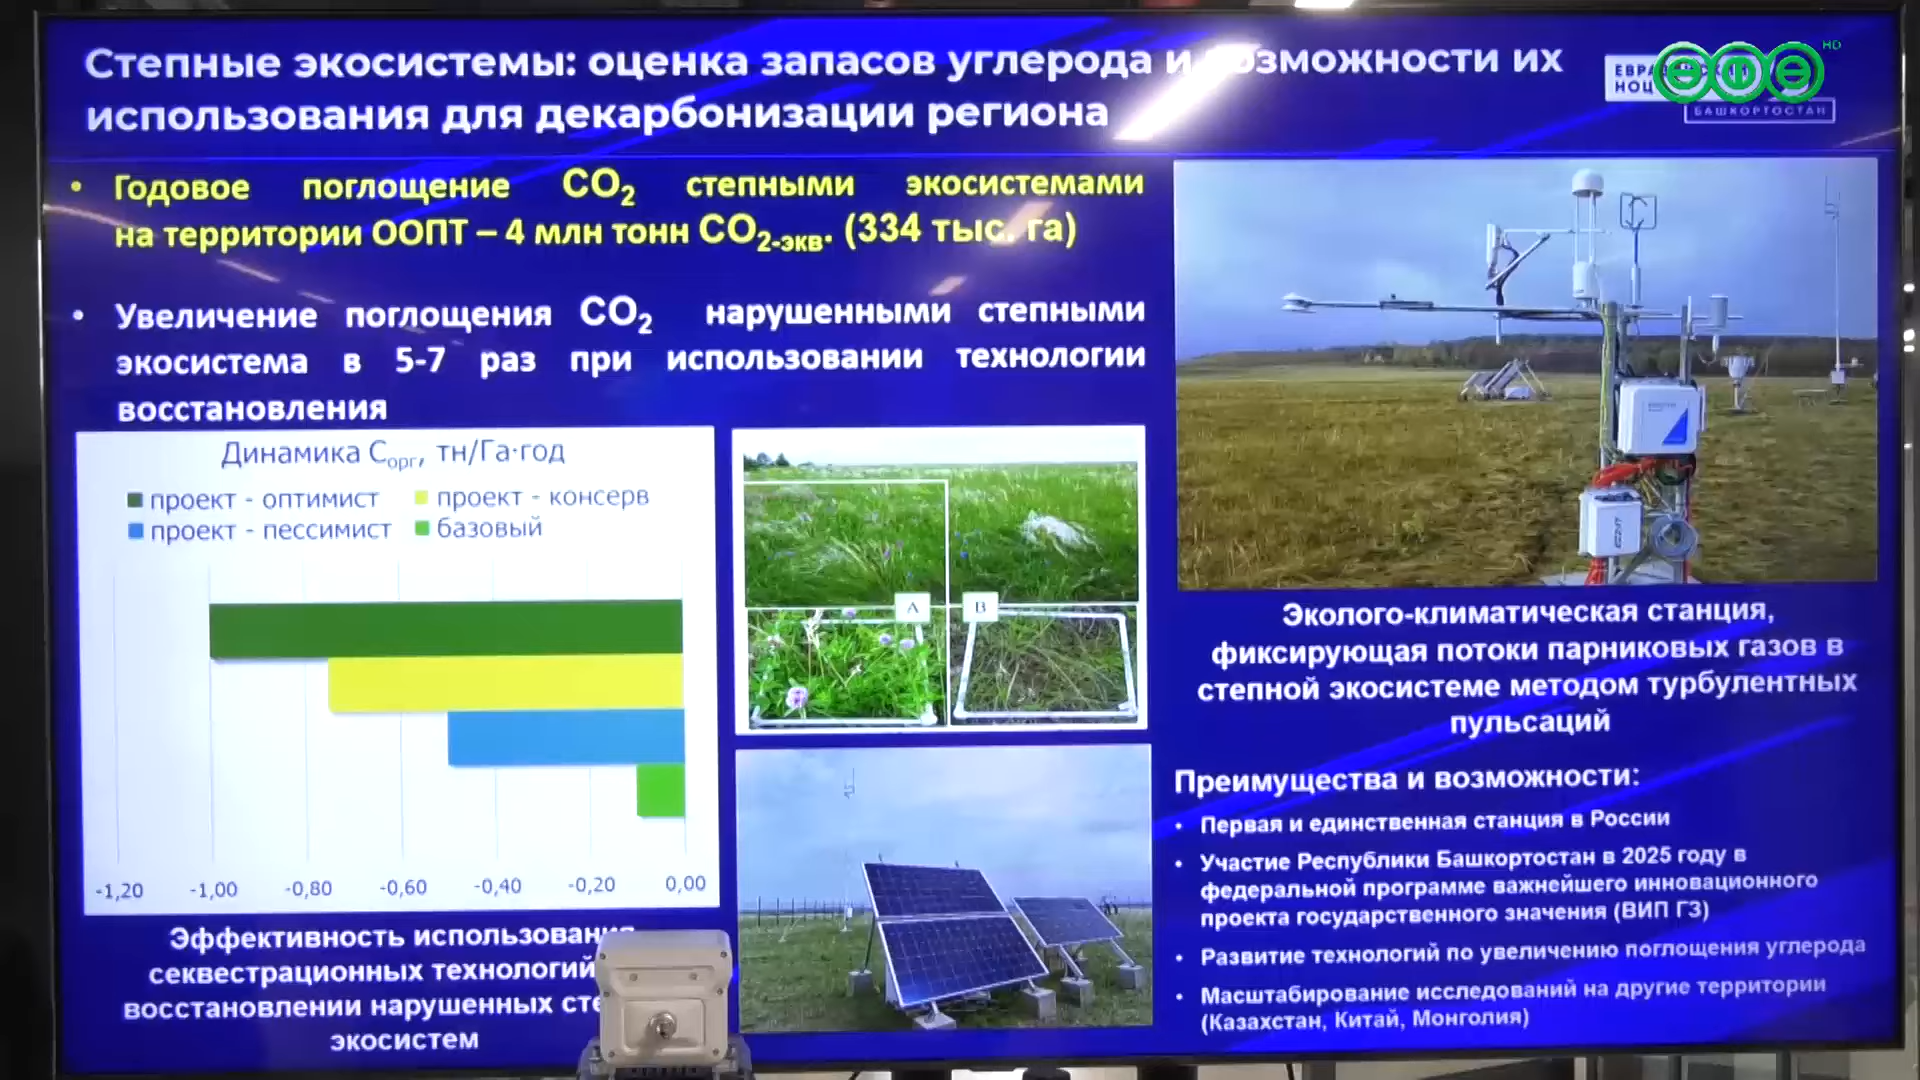 Степные экосистемы: оценка запасов углерода и возможности их
использования для декарбонизации региона
ЕВРАЗИЙСКИЙ
НОЦ
БАШКОРТОСТАН
HD
• Годовое поглощение CO2 степными экосистемами
на территории ООПТ – 4 млн тонн CO2-экв. (334 тыс. га)
• Увеличение поглощения CO2 нарушенными степными
экосистема в 5-7 раз при использовании технологии
восстановления
Динамика Cорг, тн/Га·год
проект - оптимист проект - консерв
проект - пессимист базовый
-1,20 -1,00 -0,80 -0,60 -0,40 -0,20 0,00
Эффективность использования
секвестрационных технологий
восстановлении нарушенных
экосистем
A B
Эколого-климатическая станция,
фиксирующая потоки парниковых газов в
степной экосистеме методом турбулентных
пульсаций
Преимущества и возможности:
• Первая и единственная станция в России
• Участие Республики Башкортостан в 2025 году в
федеральной программе важнейшего инновационного
проекта государственного значения (ВИП ГЗ)
• Развитие технологий по увеличению поглощения углерода
• Масштабирование исследований на другие территории
(Казахстан, Китай, Монголия)